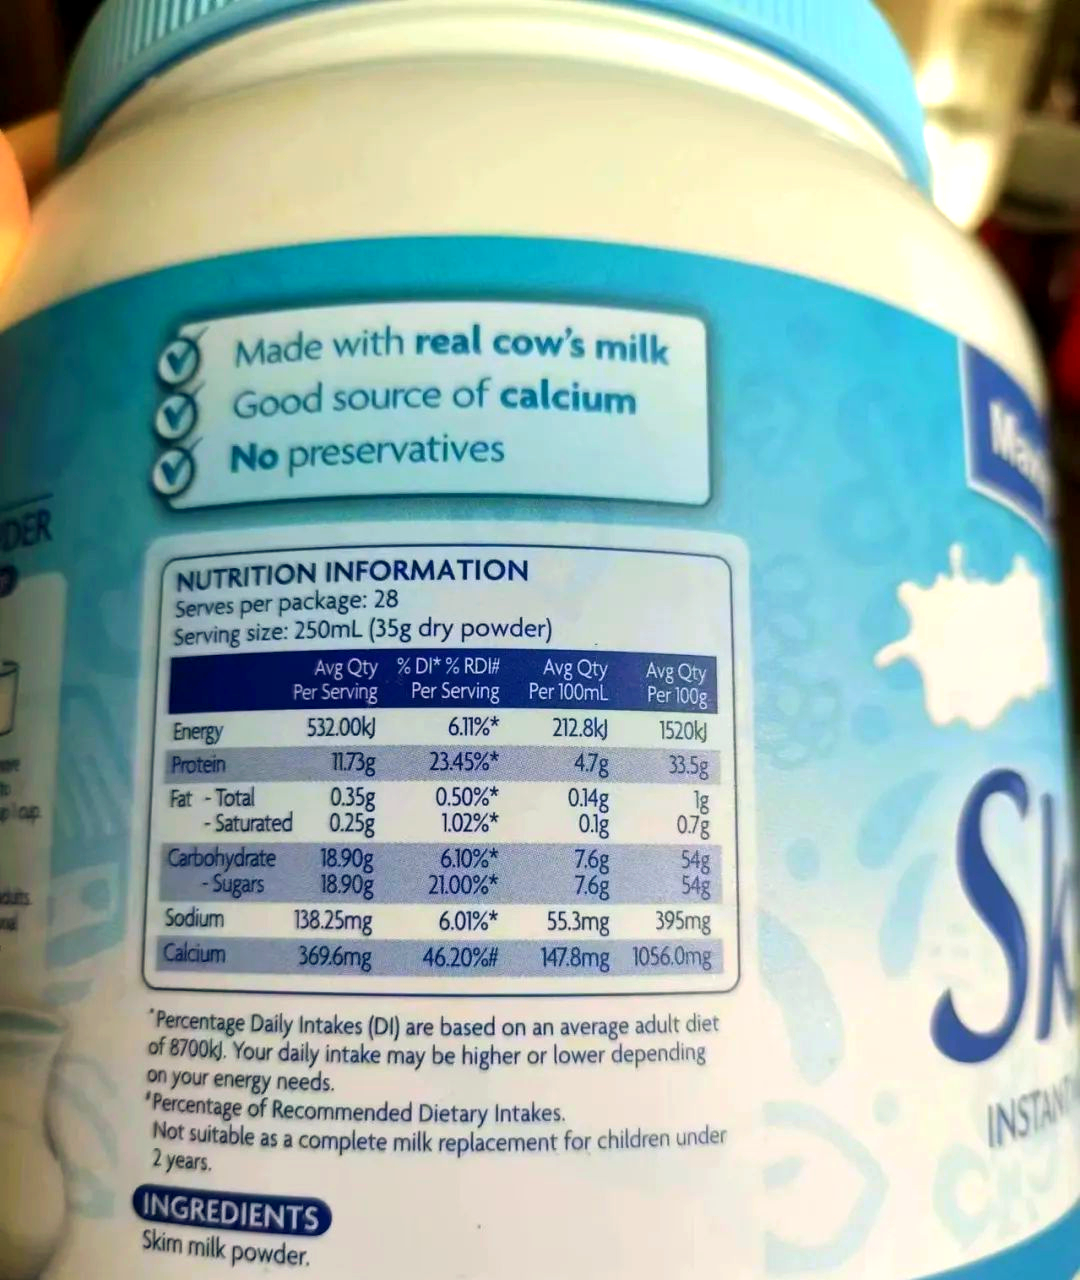 Made with real cow's milk
Good source of calcium
No preservatives
DER
NUTRITION INFORMATION
Serves per package: 28
Serving size: 250mL (35g dry powder)
Avg Qty % DI* % RDI# Avg Qty Avg Qty
Per Serving Per Serving Per 100mL Per 100g
Energy 532.00kJ 6.11%* 212.8kJ 1520kJ
Protein 11.73g 23.45%* 4.7g 33.5g
Fat - Total 0.35g 0.50%* 0.14g 1g
- Saturated 0.25g 1.02%* 0.1g 0.7g
Carbohydrate 18.90g 6.10%* 7.6g 54g
- Sugars 18.90g 21.00%* 7.6g 54g
Sodium 138.25mg 6.01%* 55.3mg 395mg
Calcium 369.6mg 46.20%# 147.8mg 1056.0mg
*Percentage Daily Intakes (DI) are based on an average adult diet
of 8700kJ. Your daily intake may be higher or lower depending
on your energy needs.
#Percentage of Recommended Dietary Intakes.
Not suitable as a complete milk replacement for children under
2 years.
INGREDIENTS
Skim milk powder.
Sk
INSTAN